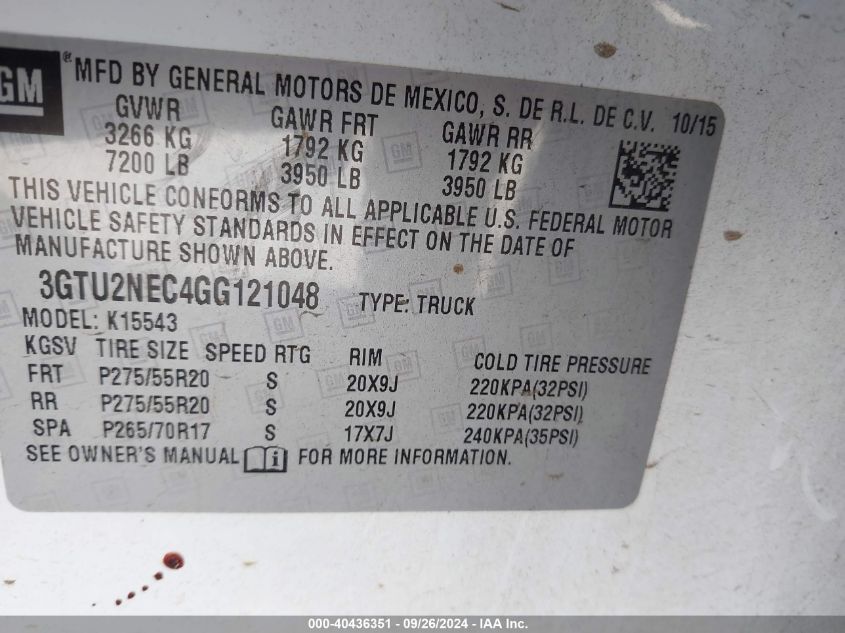 GM
® MFD BY GENERAL MOTORS DE MEXICO, S. DE R.L. DE C.V. 10/15
GVWR GAWR FRT GAWR RR
3266 KG 1792 KG 1792 KG
7200 LB 3950 LB 3950 LB
THIS VEHICLE CONFORMS TO ALL APPLICABLE U.S. FEDERAL MOTOR
VEHICLE SAFETY STANDARDS IN EFFECT ON THE DATE OF
MANUFACTURE SHOWN ABOVE.
3GTU2NEC4GG121048 TYPE: TRUCK
MODEL: K15543
KGSV TIRE SIZE SPEED RTG RIM COLD TIRE PRESSURE
FRT P275/55R20 S 20X9J 220KPA(32PSI)
RR P275/55R20 S 20X9J 220KPA(32PSI)
SPA P265/70R17 S 17X7J 240KPA(35PSI)
SEE OWNER'S MANUAL i FOR MORE INFORMATION.
000-40436351 - 09/26/2024 - IAA Inc.